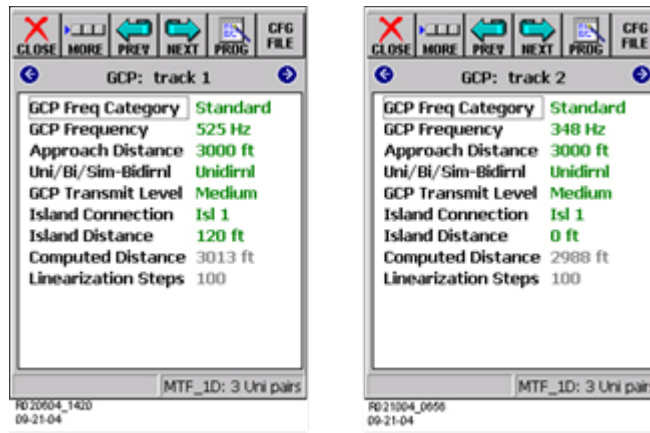 CLOSE MORE PREV NEXT PROG CFG FILE
GCP: track 1
GCP Freq Category Standard
GCP Frequency 525 Hz
Approach Distance 3000 ft
Uni/Bi/Sim-Bidirnl Unidirnl
GCP Transmit Level Medium
Island Connection Isl 1
Island Distance 120 ft
Computed Distance 3013 ft
Linearization Steps 100
MTF_1D: 3 Uni pairs
RD20604_1420
09-21-04
CLOSE MORE PREV NEXT PROG CFG FILE
GCP: track 2
GCP Freq Category Standard
GCP Frequency 348 Hz
Approach Distance 3000 ft
Uni/Bi/Sim-Bidirnl Unidirnl
GCP Transmit Level Medium
Island Connection Isl 1
Island Distance 0 ft
Computed Distance 2988 ft
Linearization Steps 100
MTF_1D: 3 Uni pair
RD21004_0656
09-21-04